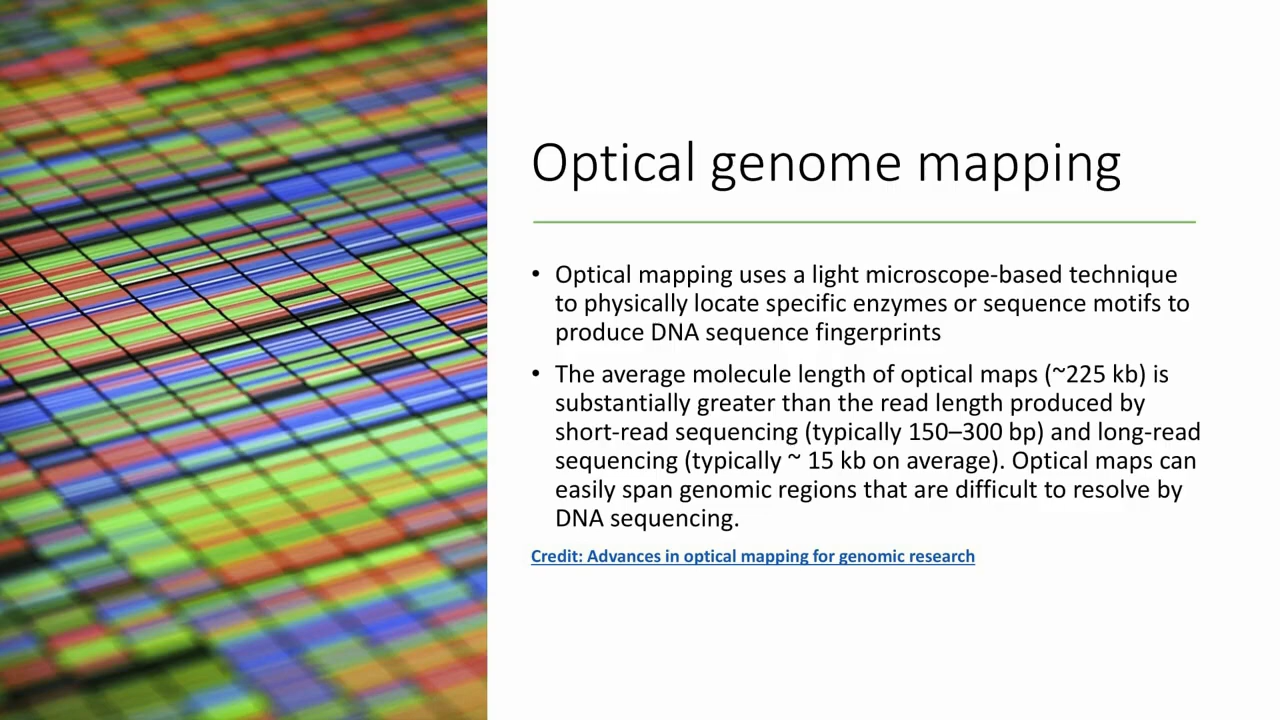 Optical genome mapping
• Optical mapping uses a light microscope-based technique
to physically locate specific enzymes or sequence motifs to
produce DNA sequence fingerprints
• The average molecule length of optical maps (~225 kb) is
substantially greater than the read length produced by
short-read sequencing (typically 150–300 bp) and long-read
sequencing (typically ~ 15 kb on average). Optical maps can
easily span genomic regions that are difficult to resolve by
DNA sequencing.
Credit: Advances in optical mapping for genomic research